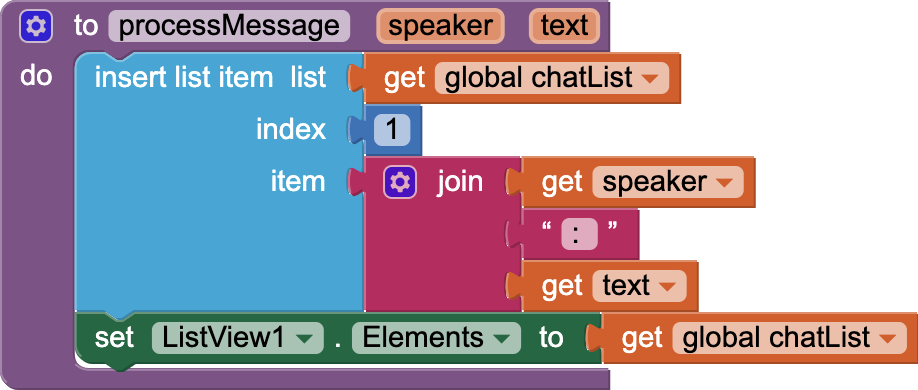 to processMessage speaker text
do insert list item list get global chatList
index 1
item join get speaker
“ : ”
get text
set ListView1 . Elements to get global chatList